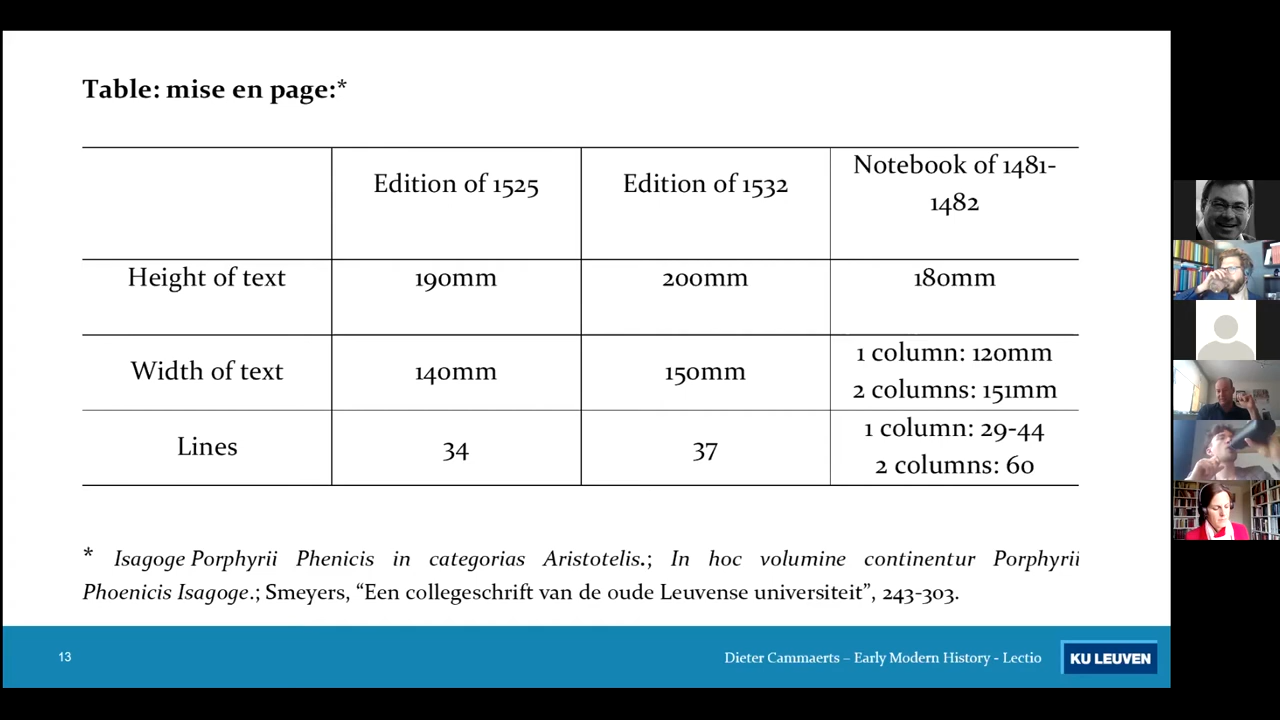 Table: mise en page:*
Edition of 1525
Edition of 1532
Notebook of 1481-
1482
Height of text
190mm
200mm
180mm
Width of text
140mm
150mm
1 column: 120mm
2 columns: 151mm
Lines
34
37
1 column: 29-44
2 columns: 60
* Isagoge Porphyrii Phenicis in categorias Aristotelis.; In hoc volumine continentur Porphyrii
Phoenicis Isagoge.; Smeyers, “Een collegeschrift van de oude Leuvense universiteit”, 243-303.
13
Dieter Cammaerts – Early Modern History - Lectio
KU LEUVEN